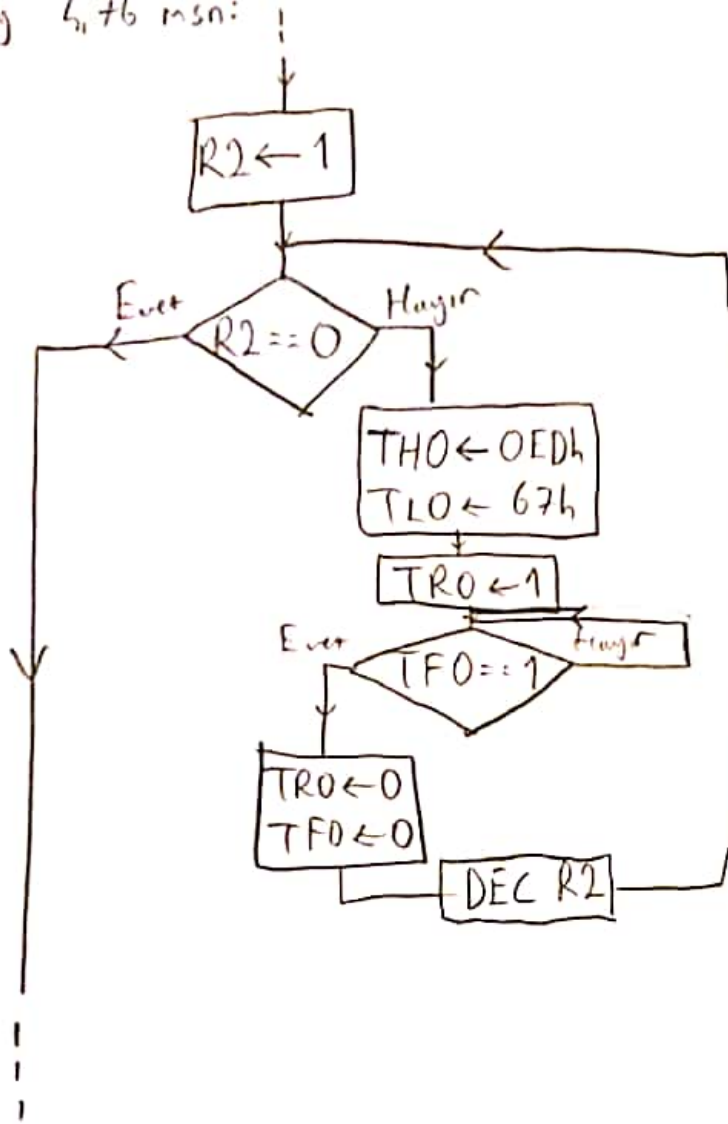 msn:
R2 ← 1
Evet
Hayır
R2 == 0
TH0 ← 0EDh
TL0 ← 67h
TR0 ← 1
Evet
Hayır
TF0 == 1
TR0 ← 0
TF0 ← 0
DEC R2